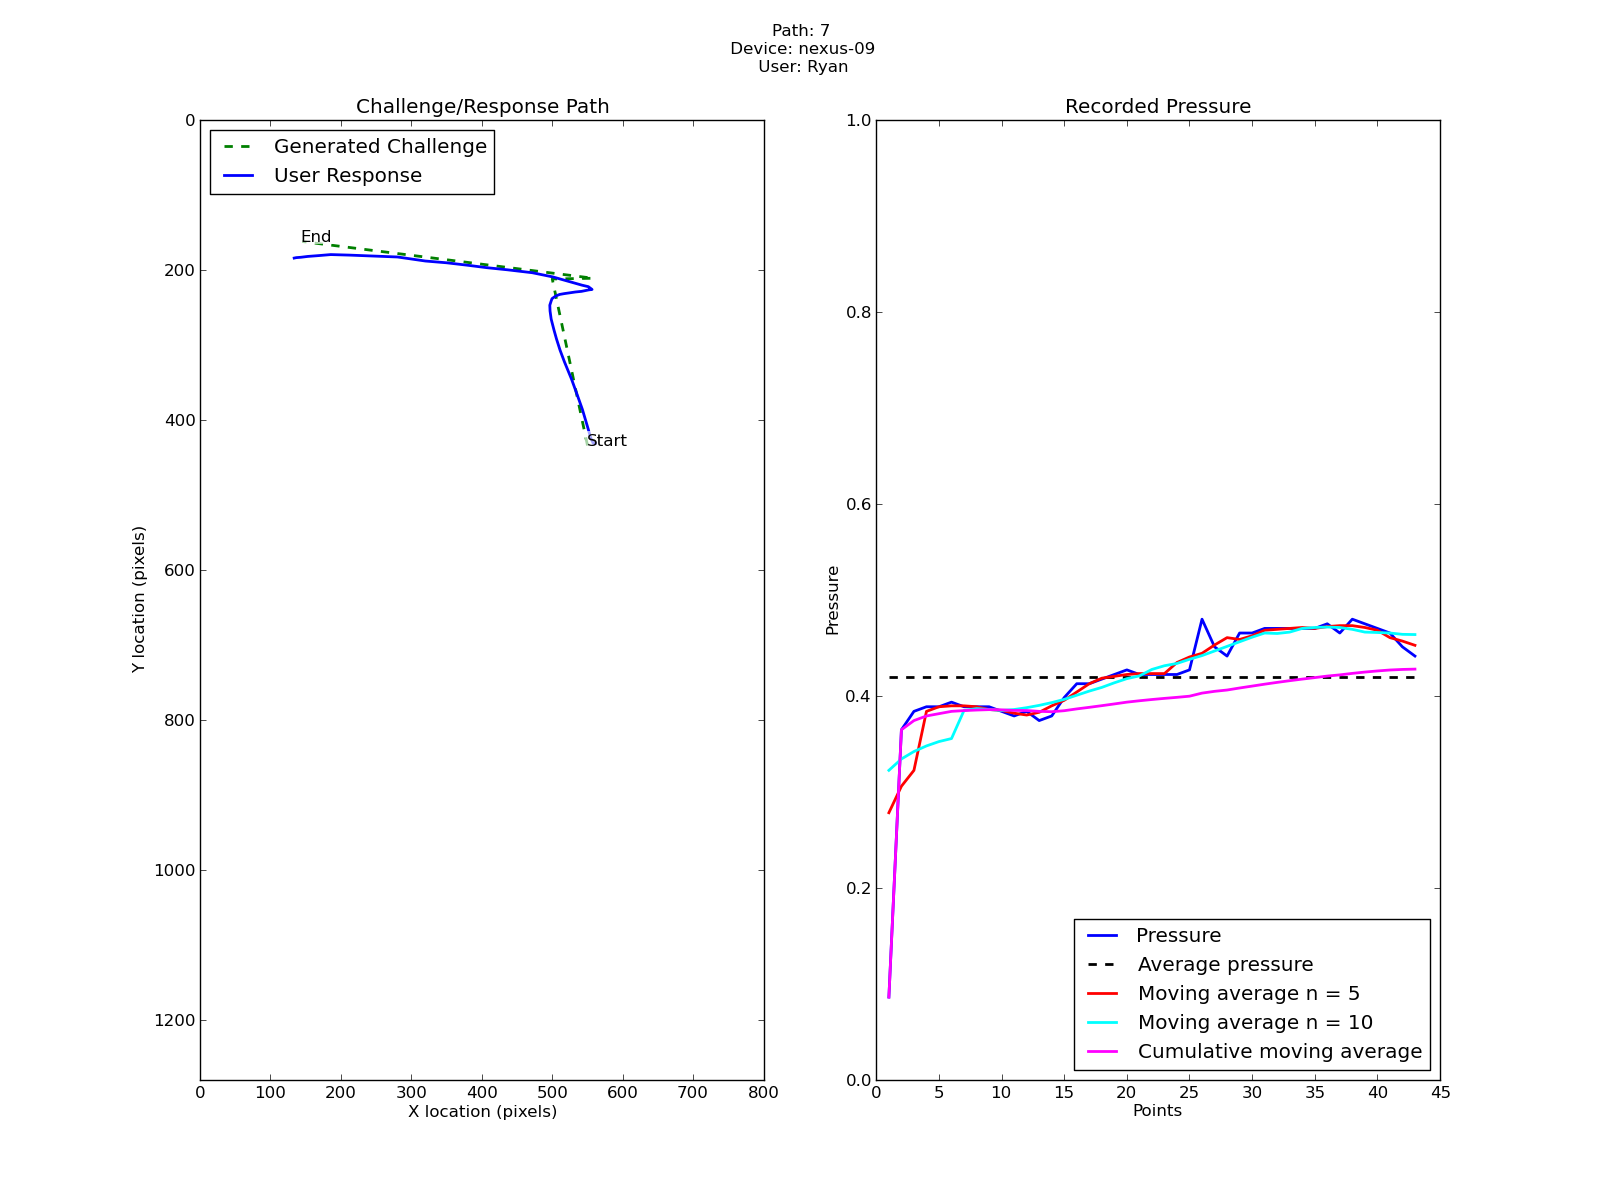 Path: 7
Device: nexus-09
User: Ryan
Challenge/Response Path
Generated Challenge
User Response
End
Start
0
200
400
600
800
1000
1200
Y location (pixels)
0 100 200 300 400 500 600 700 800
X location (pixels)
Recorded Pressure
1.0
0.8
0.6
0.4
0.2
0.0
Pressure
Pressure
Average pressure
Moving average n = 5
Moving average n = 10
Cumulative moving average
0 5 10 15 20 25 30 35 40 45
Points